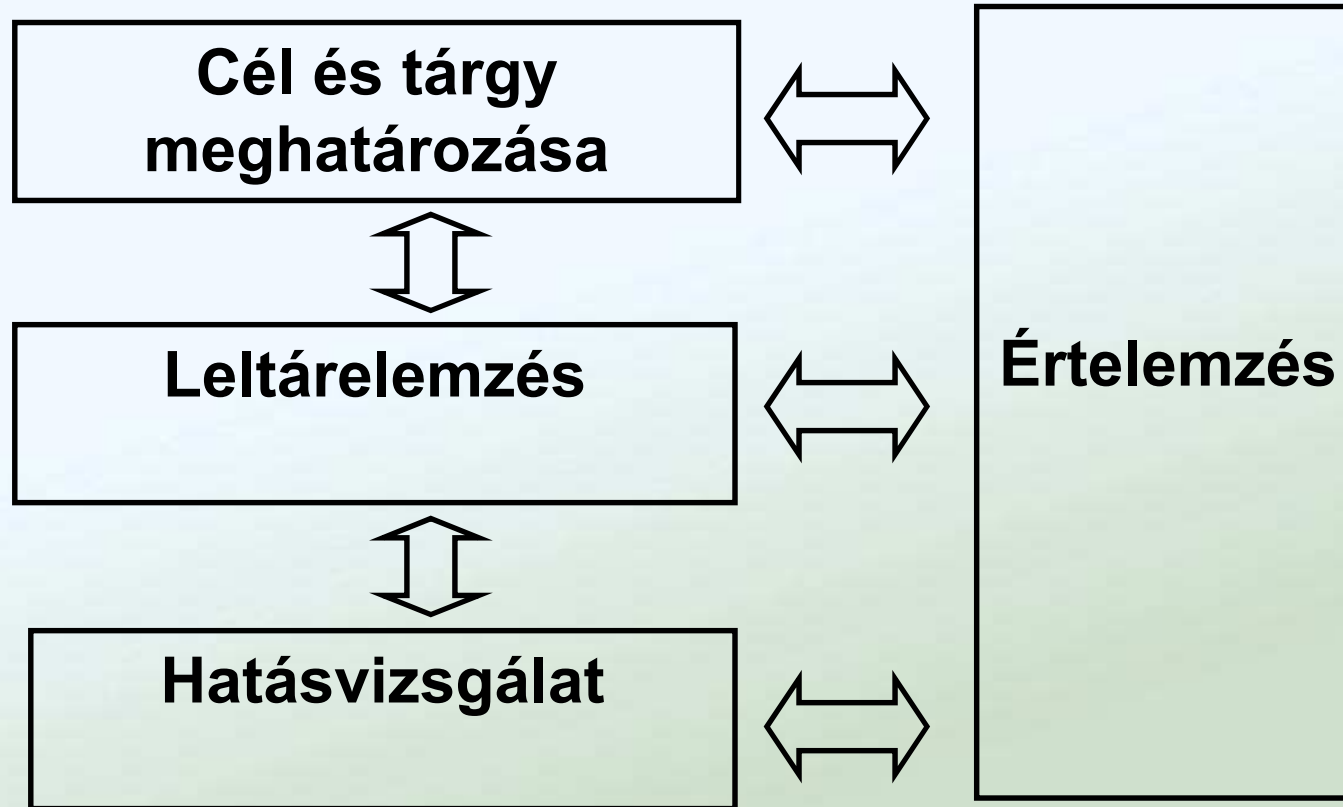 Cél és tárgy
meghatározása
Leltárelemzés
Hatásvizsgálat
Értelemzés